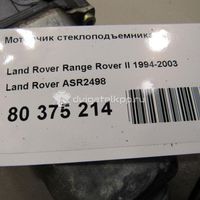 Моторчик стеклоподъемника
Land Rover Range Rover II 1994-2003
Land Rover ASR2498
80 375 214